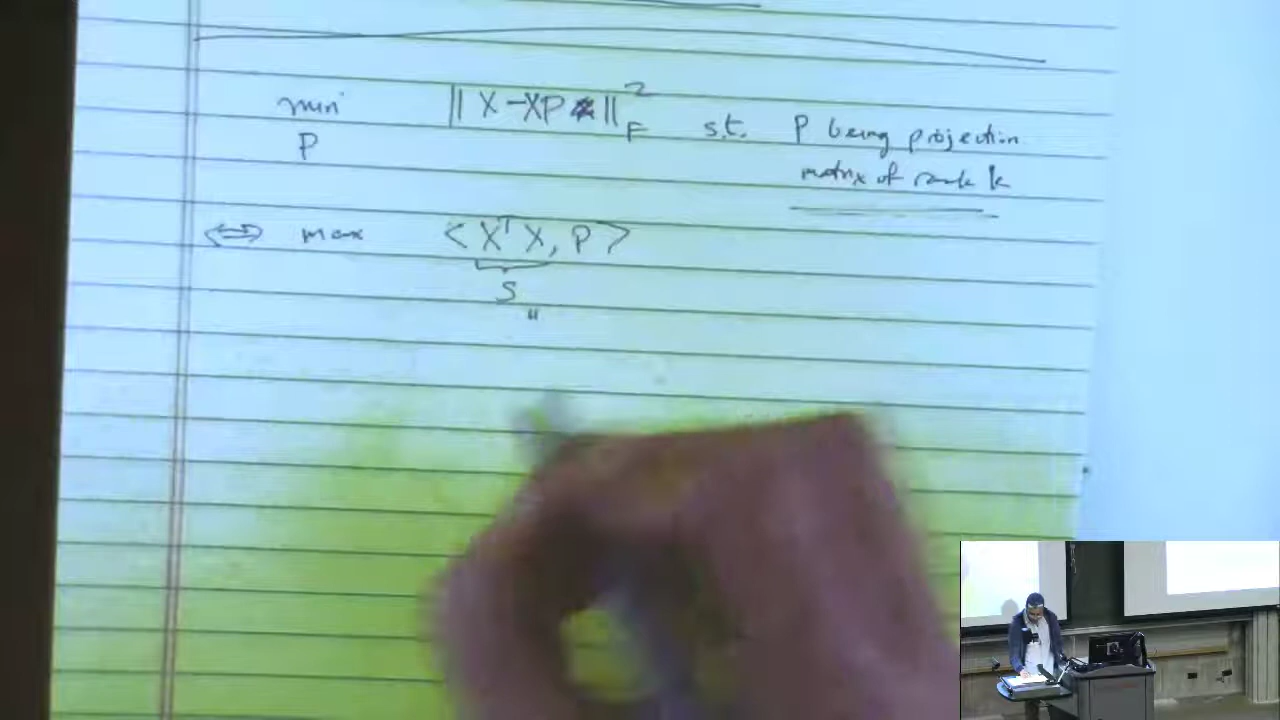 min ‖ X - XP ‖²_F s.t. P being projection
P matrix of rank k
⟺ max < XᵀX, P >
S
"